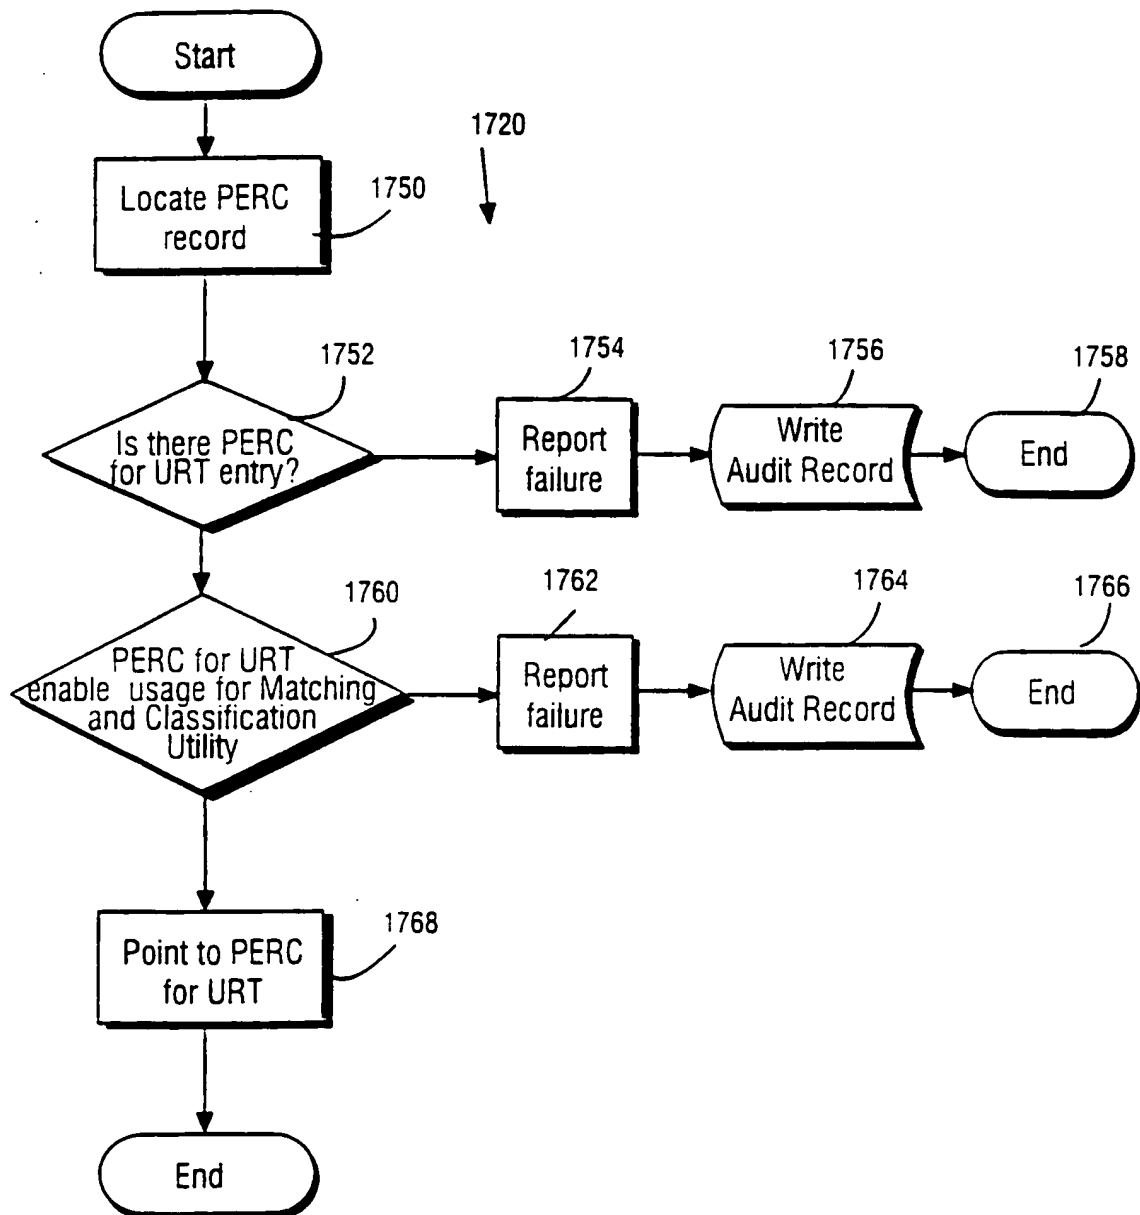 Start
1720
Locate PERC
record
1750
1752
Is there PERC
for URT entry?
1754
Report
failure
1756
Write
Audit Record
1758
End
1760
PERC for URT
enable usage for Matching
and Classification
Utility
1762
Report
failure
1764
Write
Audit Record
1766
End
1768
Point to PERC
for URT
End